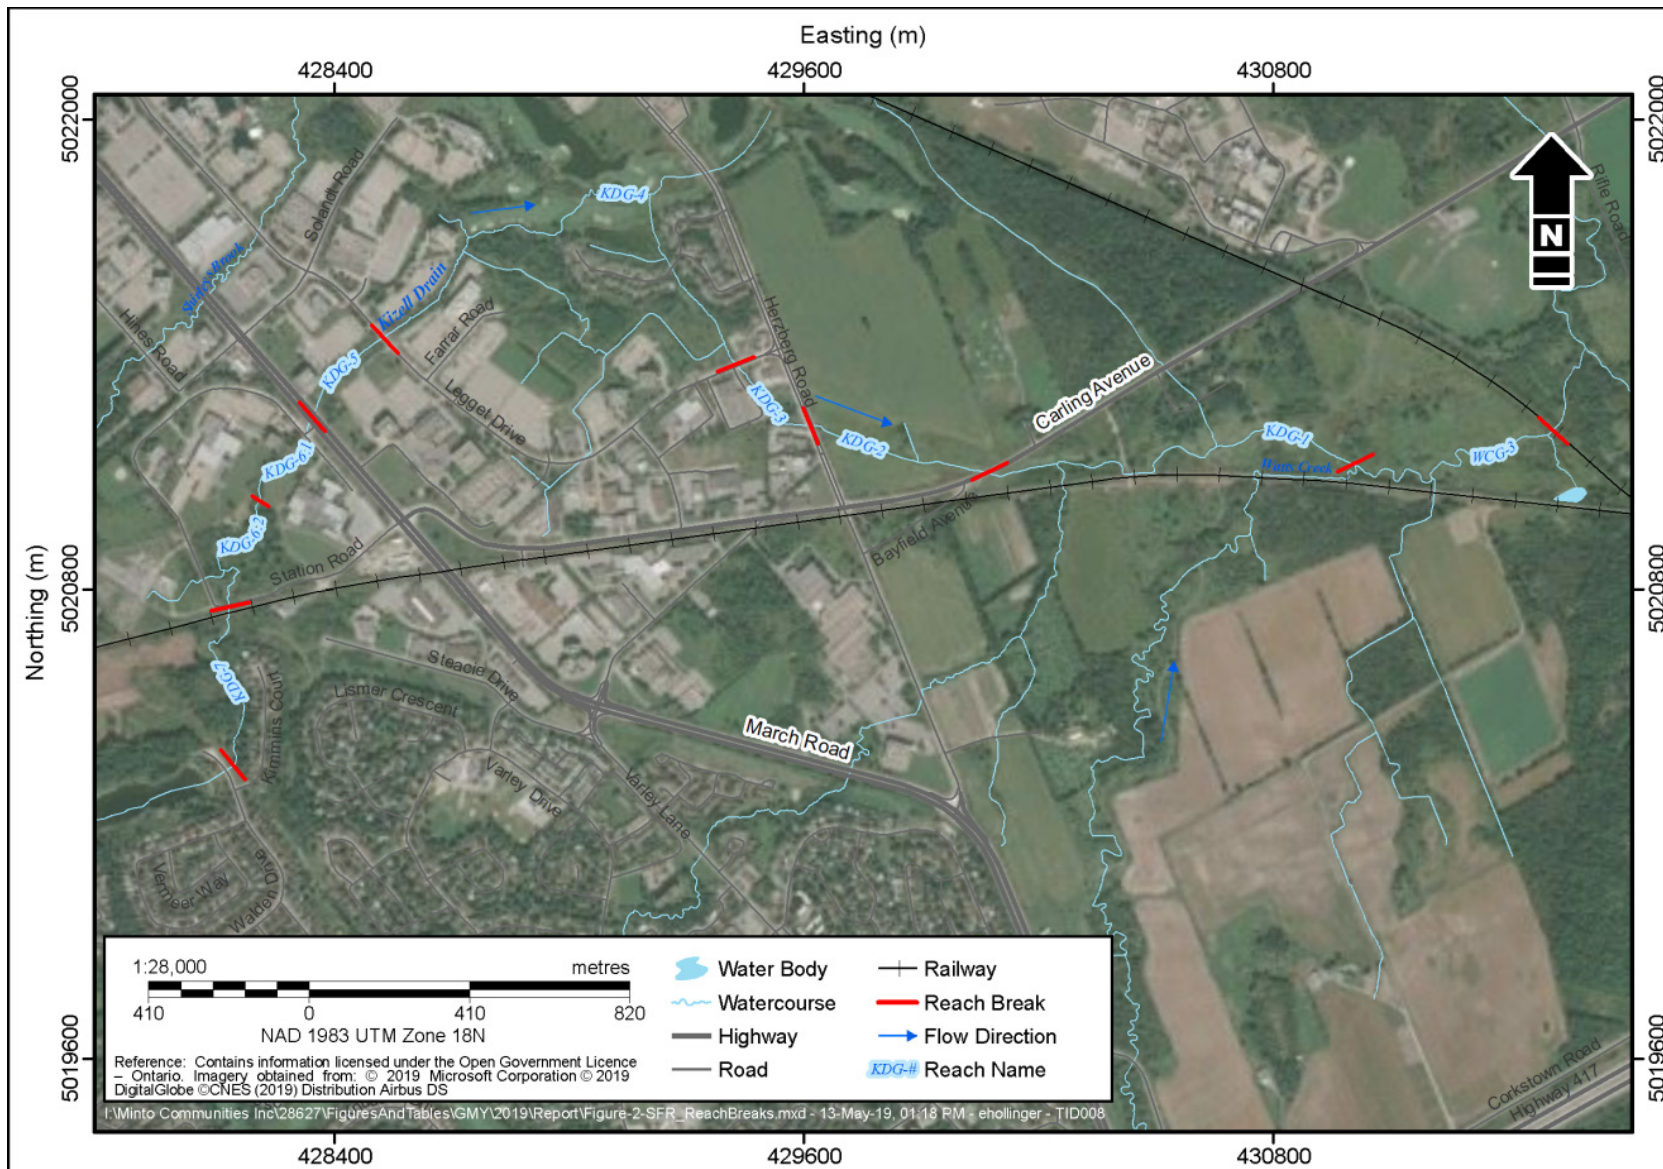 Easting (m)
428400
429600
430800
5022000
5022000
5020800
5020800
5019600
5019600
Northing (m)
428400
429600
430800
Solandt Road
Shirley's Brook
Hines Road
Kizell Drain
Farrar Road
Legget Drive
Herzberg Road
Carling Avenue
Rifle Road
N
KDG-4
KDG-5
KDG-6.1
KDG-6.2
KDG-7
KDG-3
KDG-2
KDG-1
WCG-3
Watts Creek
Station Road
Bayfield Avenue
Steacie Drive
Lismer Crescent
Kimmins Court
March Road
Varley Drive
Varley Lane
Vermeer Way
Walden Drive
Corkstown Road
Highway 417
1:28,000 metres
410 0 410 820
NAD 1983 UTM Zone 18N
Reference: Contains information licensed under the Open Government Licence
– Ontario. Imagery obtained from: © 2019 Microsoft Corporation © 2019
DigitalGlobe ©CNES (2019) Distribution Airbus DS
Water Body
Watercourse
Highway
Road
Railway
Reach Break
Flow Direction
KDG-# Reach Name
I:\Minto Communities Inc\28627\FiguresAndTables\GMY\2019\Report\Figure-2-SFR_ReachBreaks.mxd - 13-May-19, 01:18 PM - ehollinger - TID008